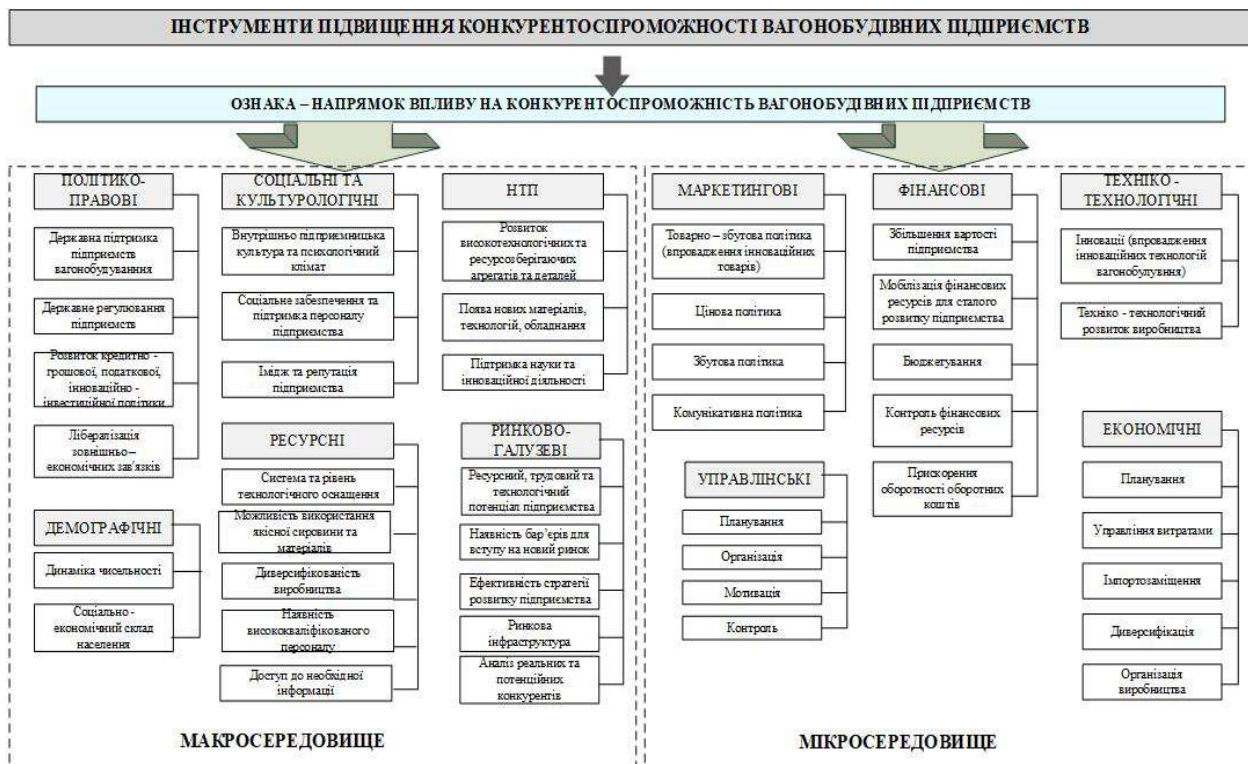 ІНСТРУМЕНТИ ПІДВИЩЕННЯ КОНКУРЕНТОСПРОМОЖНОСТІ ВАГОНОБУДІВНИХ ПІДПРИЄМСТВ
ОЗНАКА – НАПРЯМОК ВПЛИВУ НА КОНКУРЕНТОСПРОМОЖНІСТЬ ВАГОНОБУДІВНИХ ПІДПРИЄМСТВ
ПОЛІТИКО-
ПРАВОВІ
Державна підтримка
підприємств
вагонобудуванння
Державне регулювання
підприємств
Розвиток кредитно -
грошової, податкової,
інноваційно -
інвестиційної політики
Лібералізація
зовнішньо–
економічних зав'язків
ДЕМОГРАФІЧНІ
Динаміка чисельності
Соціально -
економічний склад
населення
СОЦІАЛЬНІ ТА
КУЛЬТУРОЛОГІЧНІ
Внутрішньо підприємницька
культура та психологічний
клімат
Соціальне забезпечення та
підтримка персоналу
підприємства
Імідж та репутація
підприємства
РЕСУРСНІ
Система та рівень
технологічного оснащення
Можливість використання
якісної сировини та
матеріалів
Диверсифікованість
виробництва
Наявність
висококваліфікованого
персоналу
Доступ до необхідної
інформації
НТП
Розвиток
високотехнологічних та
ресурсозберігаючих
агрегатів та деталей
Поява нових матеріалів,
технологій, обладнання
Підтримка науки та
інноваційної діяльності
РИНКОВО-
ГАЛУЗЕВІ
Ресурсний, трудовий та
технологічний
потенціал підприємства
Наявність бар’єрів для
вступу на новий ринок
Ефективність стратегії
розвитку підприємства
Ринкова
інфраструктура
Аналіз реальних та
потенційних
конкурентів
МАКРОСЕРЕДОВИЩЕ
МАРКЕТИНГОВІ
Товарно – збутова політика
(впровадження інноваційних
товарів)
Цінова політика
Збутова політика
Комунікативна політика
УПРАВЛІНСЬКІ
Планування
Організація
Мотивація
Контроль
ФІНАНСОВІ
Збільшення вартості
підприємства
Мобілізація фінансових
ресурсів для сталого
розвитку підприємства
Бюджетування
Контроль фінансових
ресурсів
Прискорення
оборотності оборотних
коштів
ТЕХНІКО -
ТЕХНОЛОГІЧНІ
Інновації (впровадження
інноваційних технологій
вагонобулувння)
Техніко - технологічний
розвиток виробництва
ЕКОНОМІЧНІ
Планування
Управління витратами
Імпортозаміщення
Диверсифікація
Організація
виробництва
МІКРОСЕРЕДОВИЩЕ